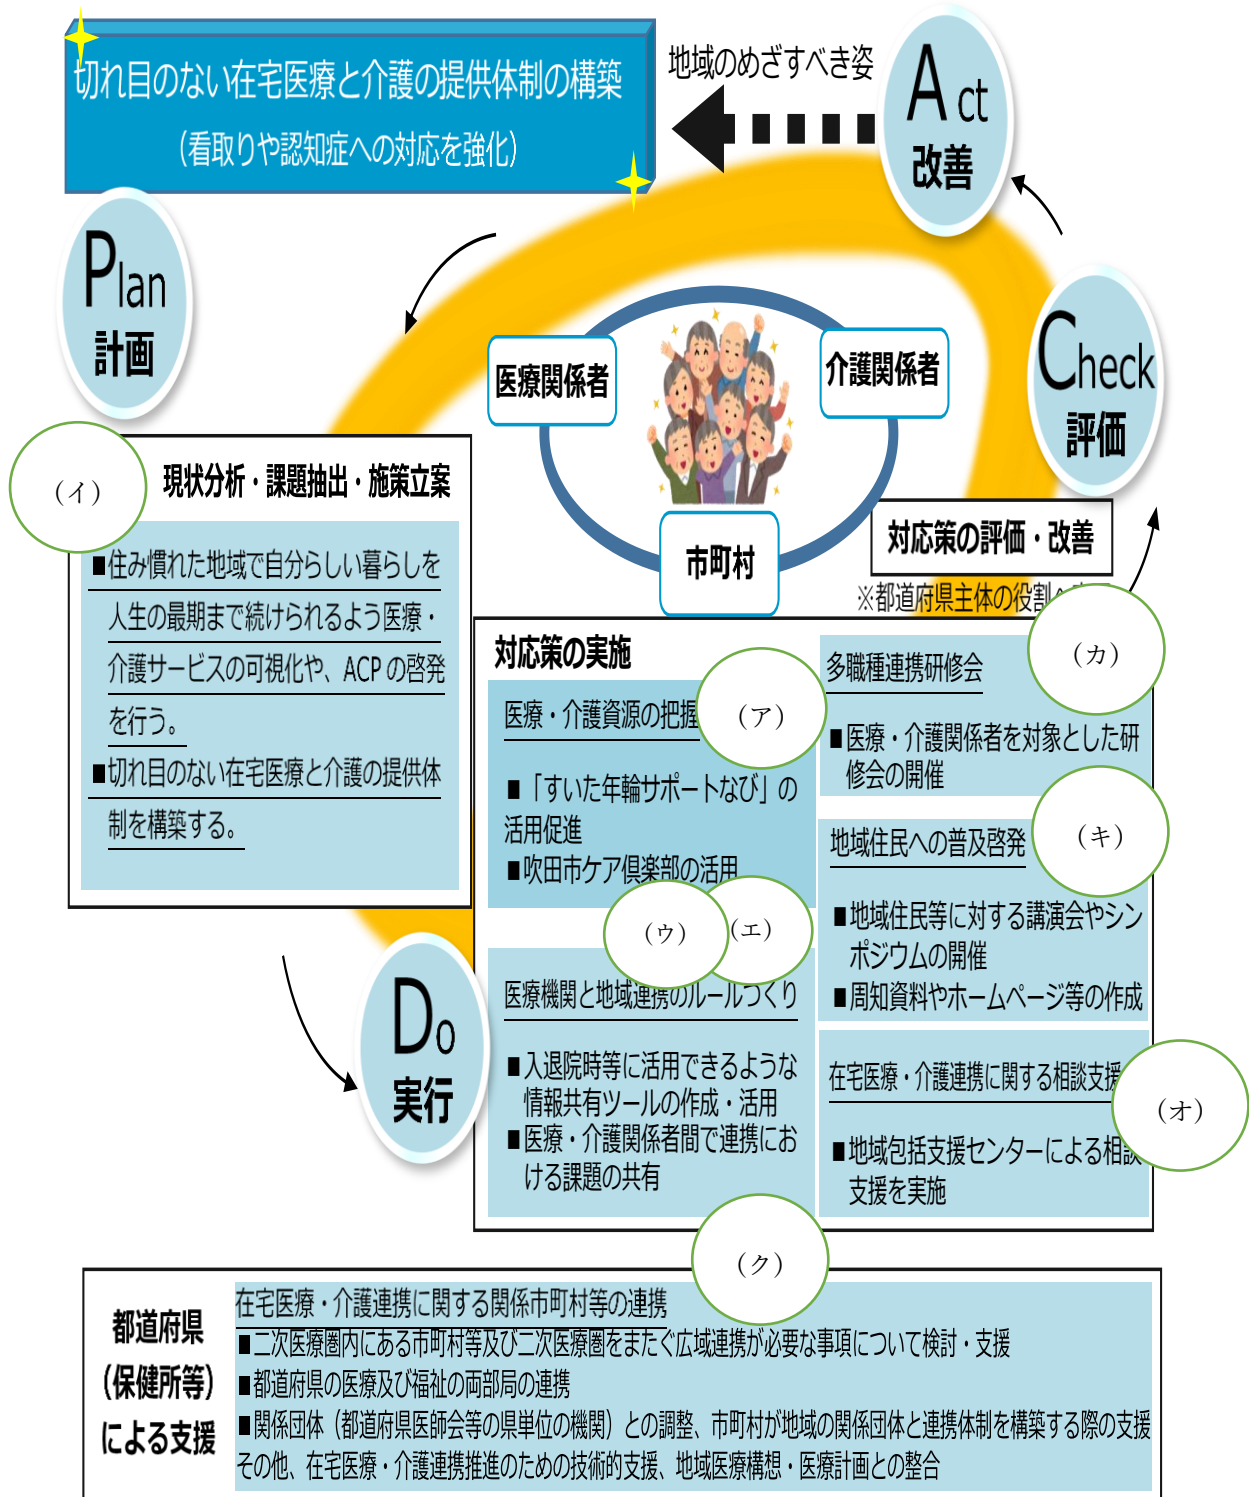 切れ目のない在宅医療と介護の提供体制の構築
（看取りや認知症への対応を強化）
地域のめざすべき姿
Act
改善
Plan
計画
Check
評価
医療関係者
介護関係者
市町村
（イ）
現状分析・課題抽出・施策立案
■住み慣れた地域で自分らしい暮らしを
人生の最期まで続けられるよう医療・
介護サービスの可視化や、ACP の啓発
を行う。
■切れ目のない在宅医療と介護の提供体
制を構築する。
対応策の評価・改善
※都道府県主体の役割へ
対応策の実施
（ア）
医療・介護資源の把握
■「すいた年輪サポートなび」の
活用促進
■吹田市ケア倶楽部の活用
（ウ）
（エ）
医療機関と地域連携のルールづくり
■入退院時等に活用できるような
情報共有ツールの作成・活用
■医療・介護関係者間で連携にお
ける課題の共有
（カ）
多職種連携研修会
■医療・介護関係者を対象とした研
修会の開催
（キ）
地域住民への普及啓発
■地域住民等に対する講演会やシン
ポジウムの開催
■周知資料やホームページ等の作成
（オ）
在宅医療・介護連携に関する相談支援
■地域包括支援センターによる相談
支援を実施
Do
実行
（ク）
都道府県
（保健所等）
による支援
在宅医療・介護連携に関する関係市町村等の連携
■二次医療圏内にある市町村等及び二次医療圏をまたぐ広域連携が必要な事項について検討・支援
■都道府県の医療及び福祉の両部局の連携
■関係団体（都道府県医師会等の県単位の機関）との調整、市町村が地域の関係団体と連携体制を構築する際の支援
その他、在宅医療・介護連携推進のための技術的支援、地域医療構想・医療計画との整合